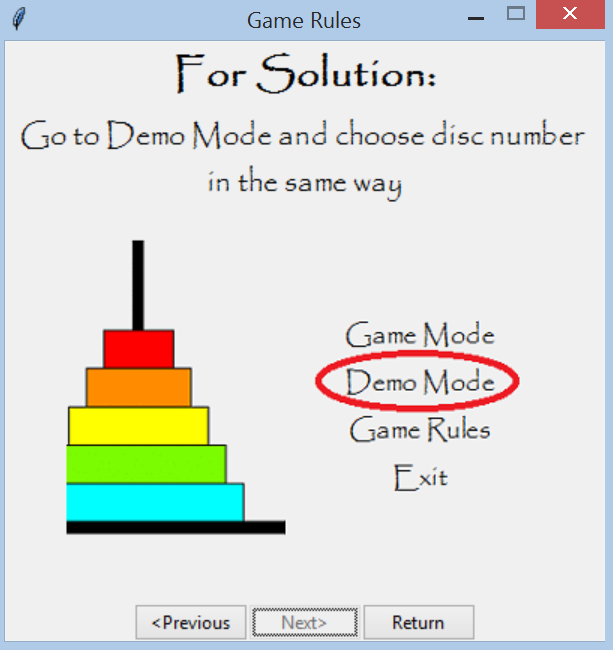 Game Rules
For Solution:
Go to Demo Mode and choose disc number
in the same way
Game Mode
Demo Mode
Game Rules
Exit
<Previous
Next>
Return